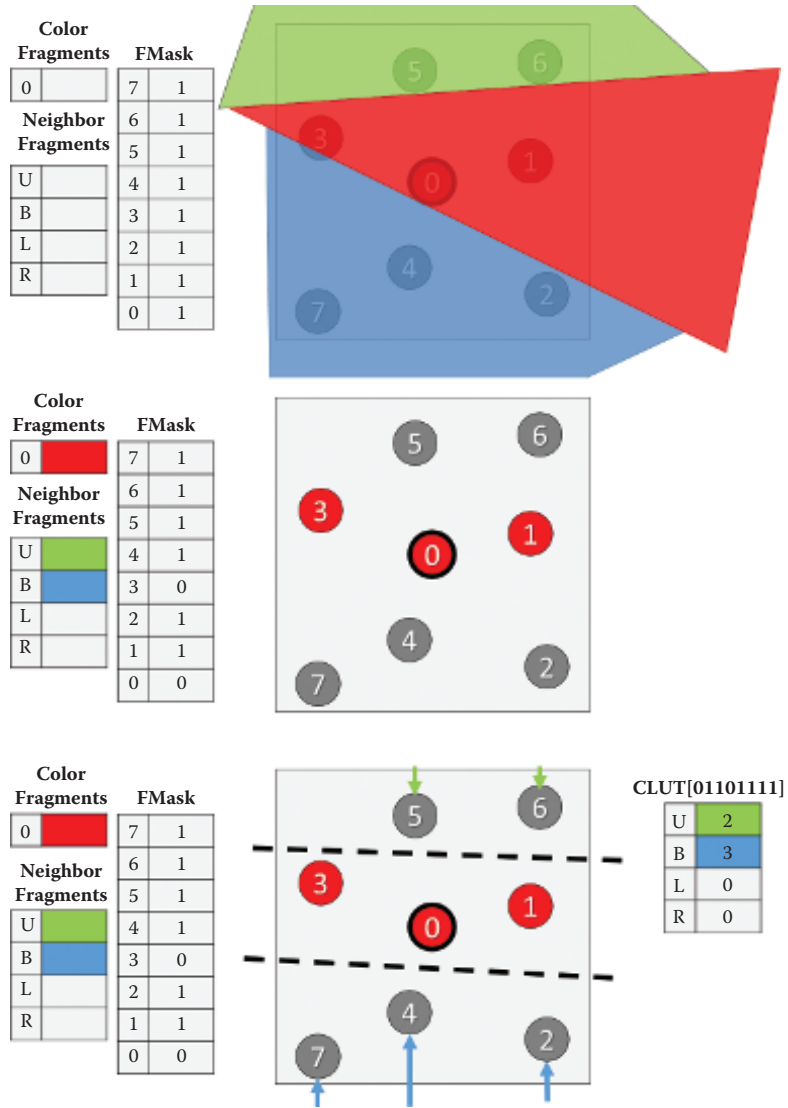 Color
Fragments
FMask
0
7 1
6 1
5 1
4 1
3 1
2 1
1 1
0 1
Neighbor
Fragments
U
B
L
R
5
6
3
0
1
4
2
7
Color
Fragments
FMask
0
7 1
6 1
5 1
4 1
3 0
2 1
1 1
0 0
Neighbor
Fragments
U
B
L
R
5
6
3
0
1
4
2
7
Color
Fragments
FMask
0
7 1
6 1
5 1
4 1
3 0
2 1
1 1
0 0
Neighbor
Fragments
U
B
L
R
5
6
3
0
1
4
2
7
CLUT[01101111]
U 2
B 3
L 0
R 0